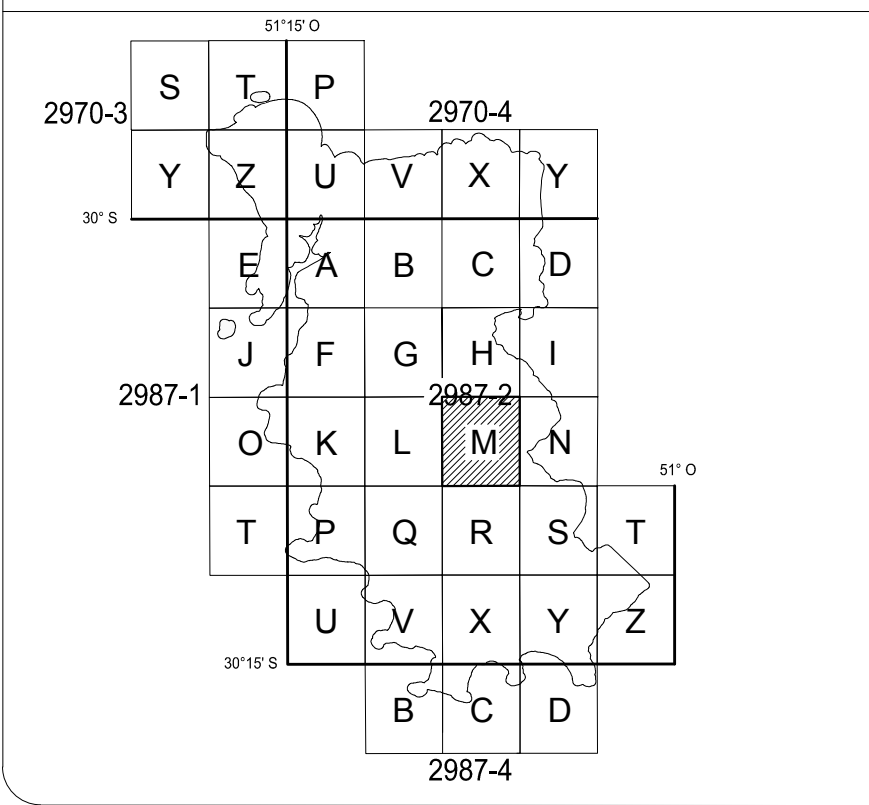 51°15' O
S T P
2970-3 2970-4
Y Z U V X Y
30° S
E A B C D
J F G H I
2987-1 2987-2
O K L M N
51° O
T P Q R S T
U V X Y Z
30°15' S
B C D
2987-4